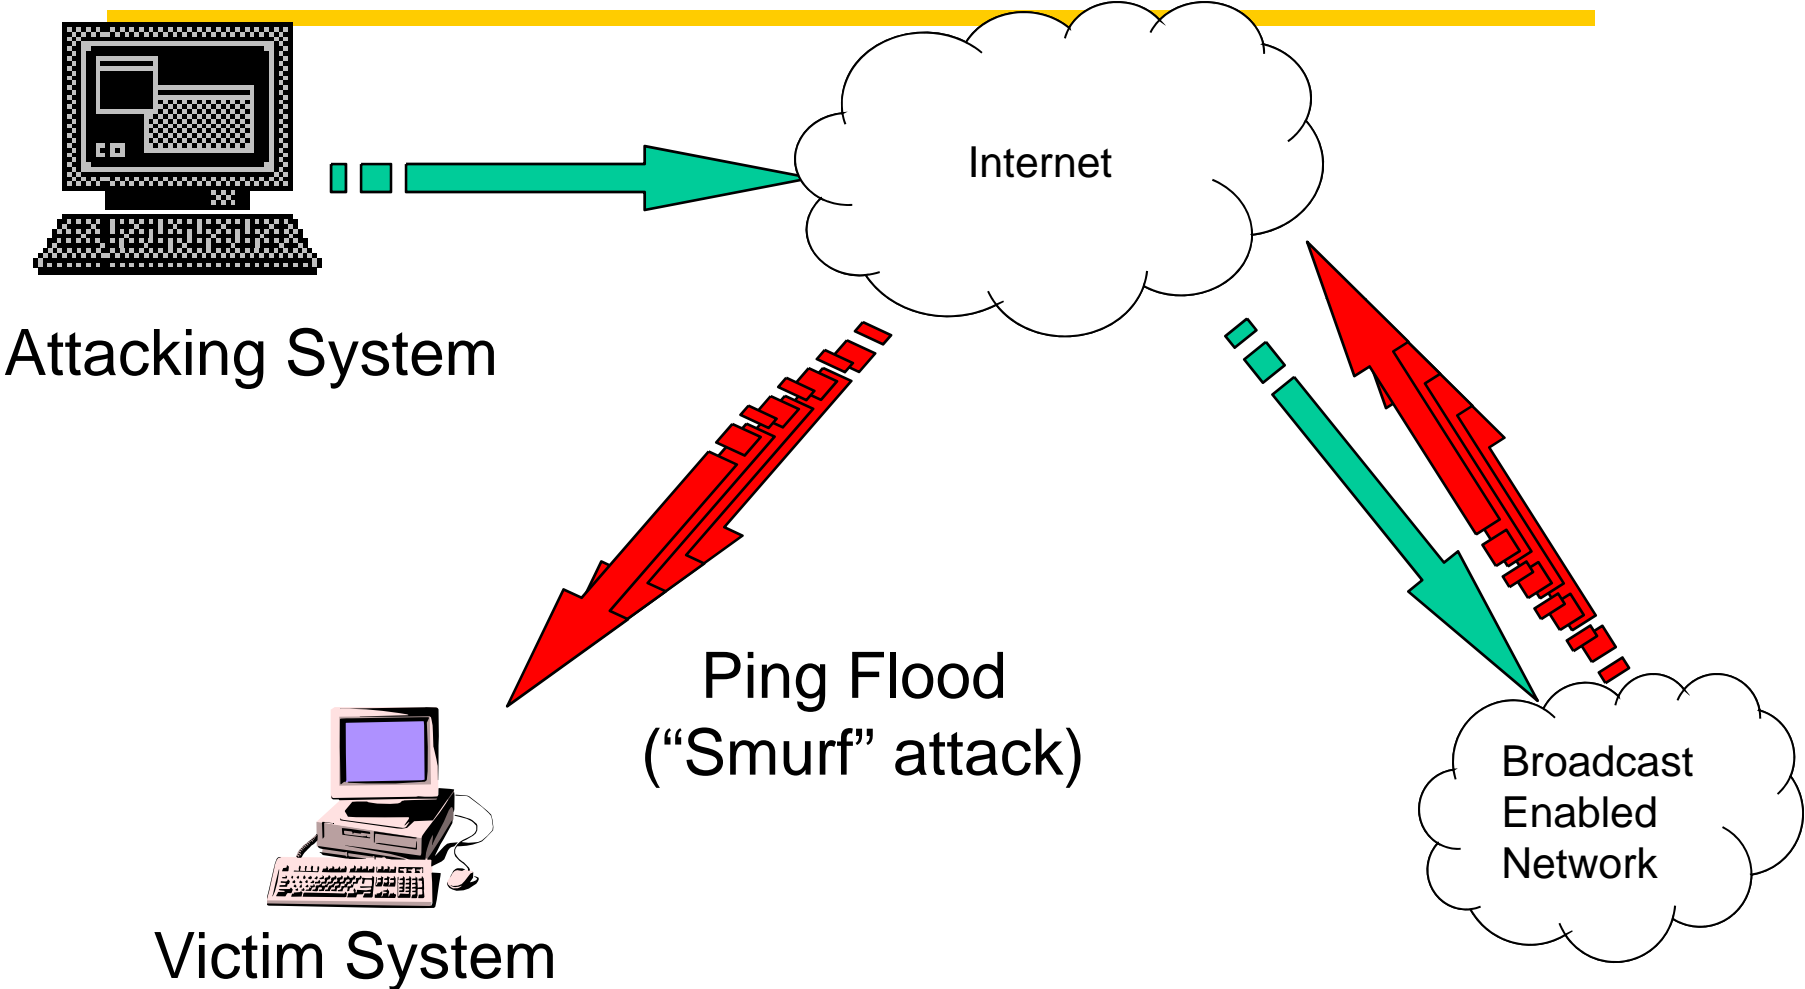 Internet
Attacking System
Ping Flood
(“Smurf” attack)
Broadcast
Enabled
Network
Victim System